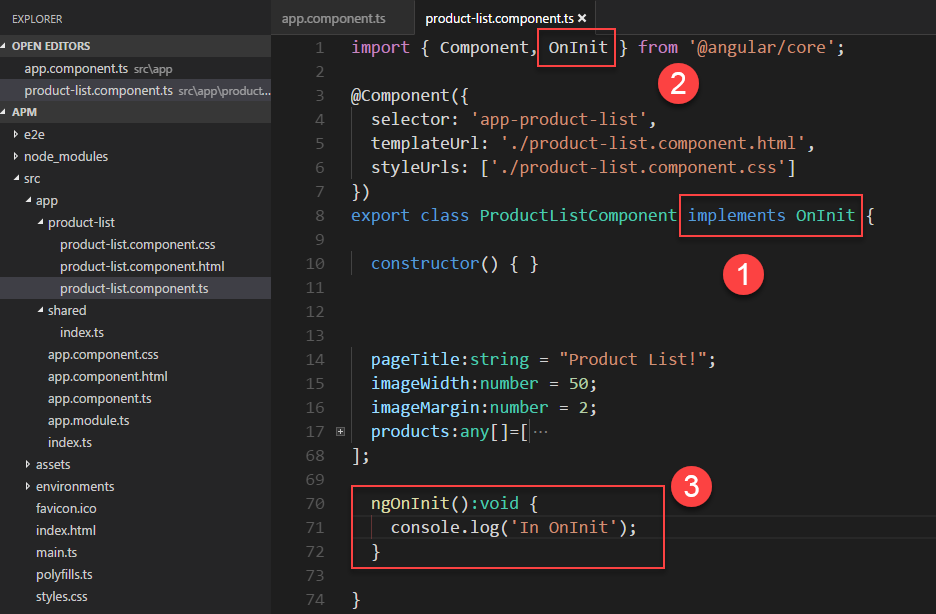 EXPLORER
OPEN EDITORS
app.component.ts src\app
product-list.component.ts src\app\product...
APM
e2e
node_modules
src
app
product-list
product-list.component.css
product-list.component.html
product-list.component.ts
shared
index.ts
app.component.css
app.component.html
app.component.ts
app.module.ts
index.ts
assets
environments
favicon.ico
index.html
main.ts
polyfills.ts
styles.css
app.component.ts product-list.component.ts ×
1 import { Component, OnInit } from '@angular/core';
2
2
3 @Component({
4 selector: 'app-product-list',
5 templateUrl: './product-list.component.html',
6 styleUrls: ['./product-list.component.css']
7 })
8 export class ProductListComponent implements OnInit {
9
1
10 constructor() { }
11
12
13
14 pageTitle:string = "Product List!";
15 imageWidth:number = 50;
16 imageMargin:number = 2;
17 products:any[]=[ ···
68 ];
69
3
70 ngOnInit():void {
71 console.log('In OnInit');
72 }
73
74 }